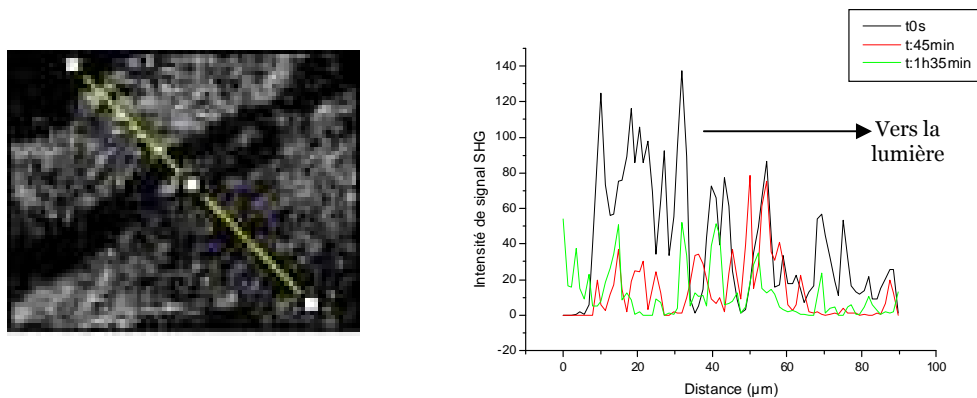 t0s
t:45min
t:1h35min
Intensité de signal SHG
140
120
100
80
60
40
20
0
-20
Vers la
lumière
0
20
40
60
80
100
Distance (µm)